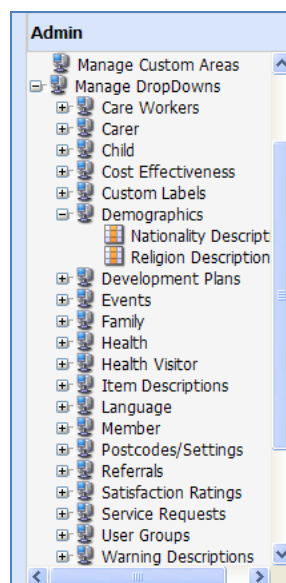 Admin
Manage Custom Areas
Manage DropDowns
Care Workers
Carer
Child
Cost Effectiveness
Custom Labels
Demographics
Nationality Descript
Religion Description
Development Plans
Events
Family
Health
Health Visitor
Item Descriptions
Language
Member
Postcodes/Settings
Referrals
Satisfaction Ratings
Service Requests
User Groups
Warning Descriptions